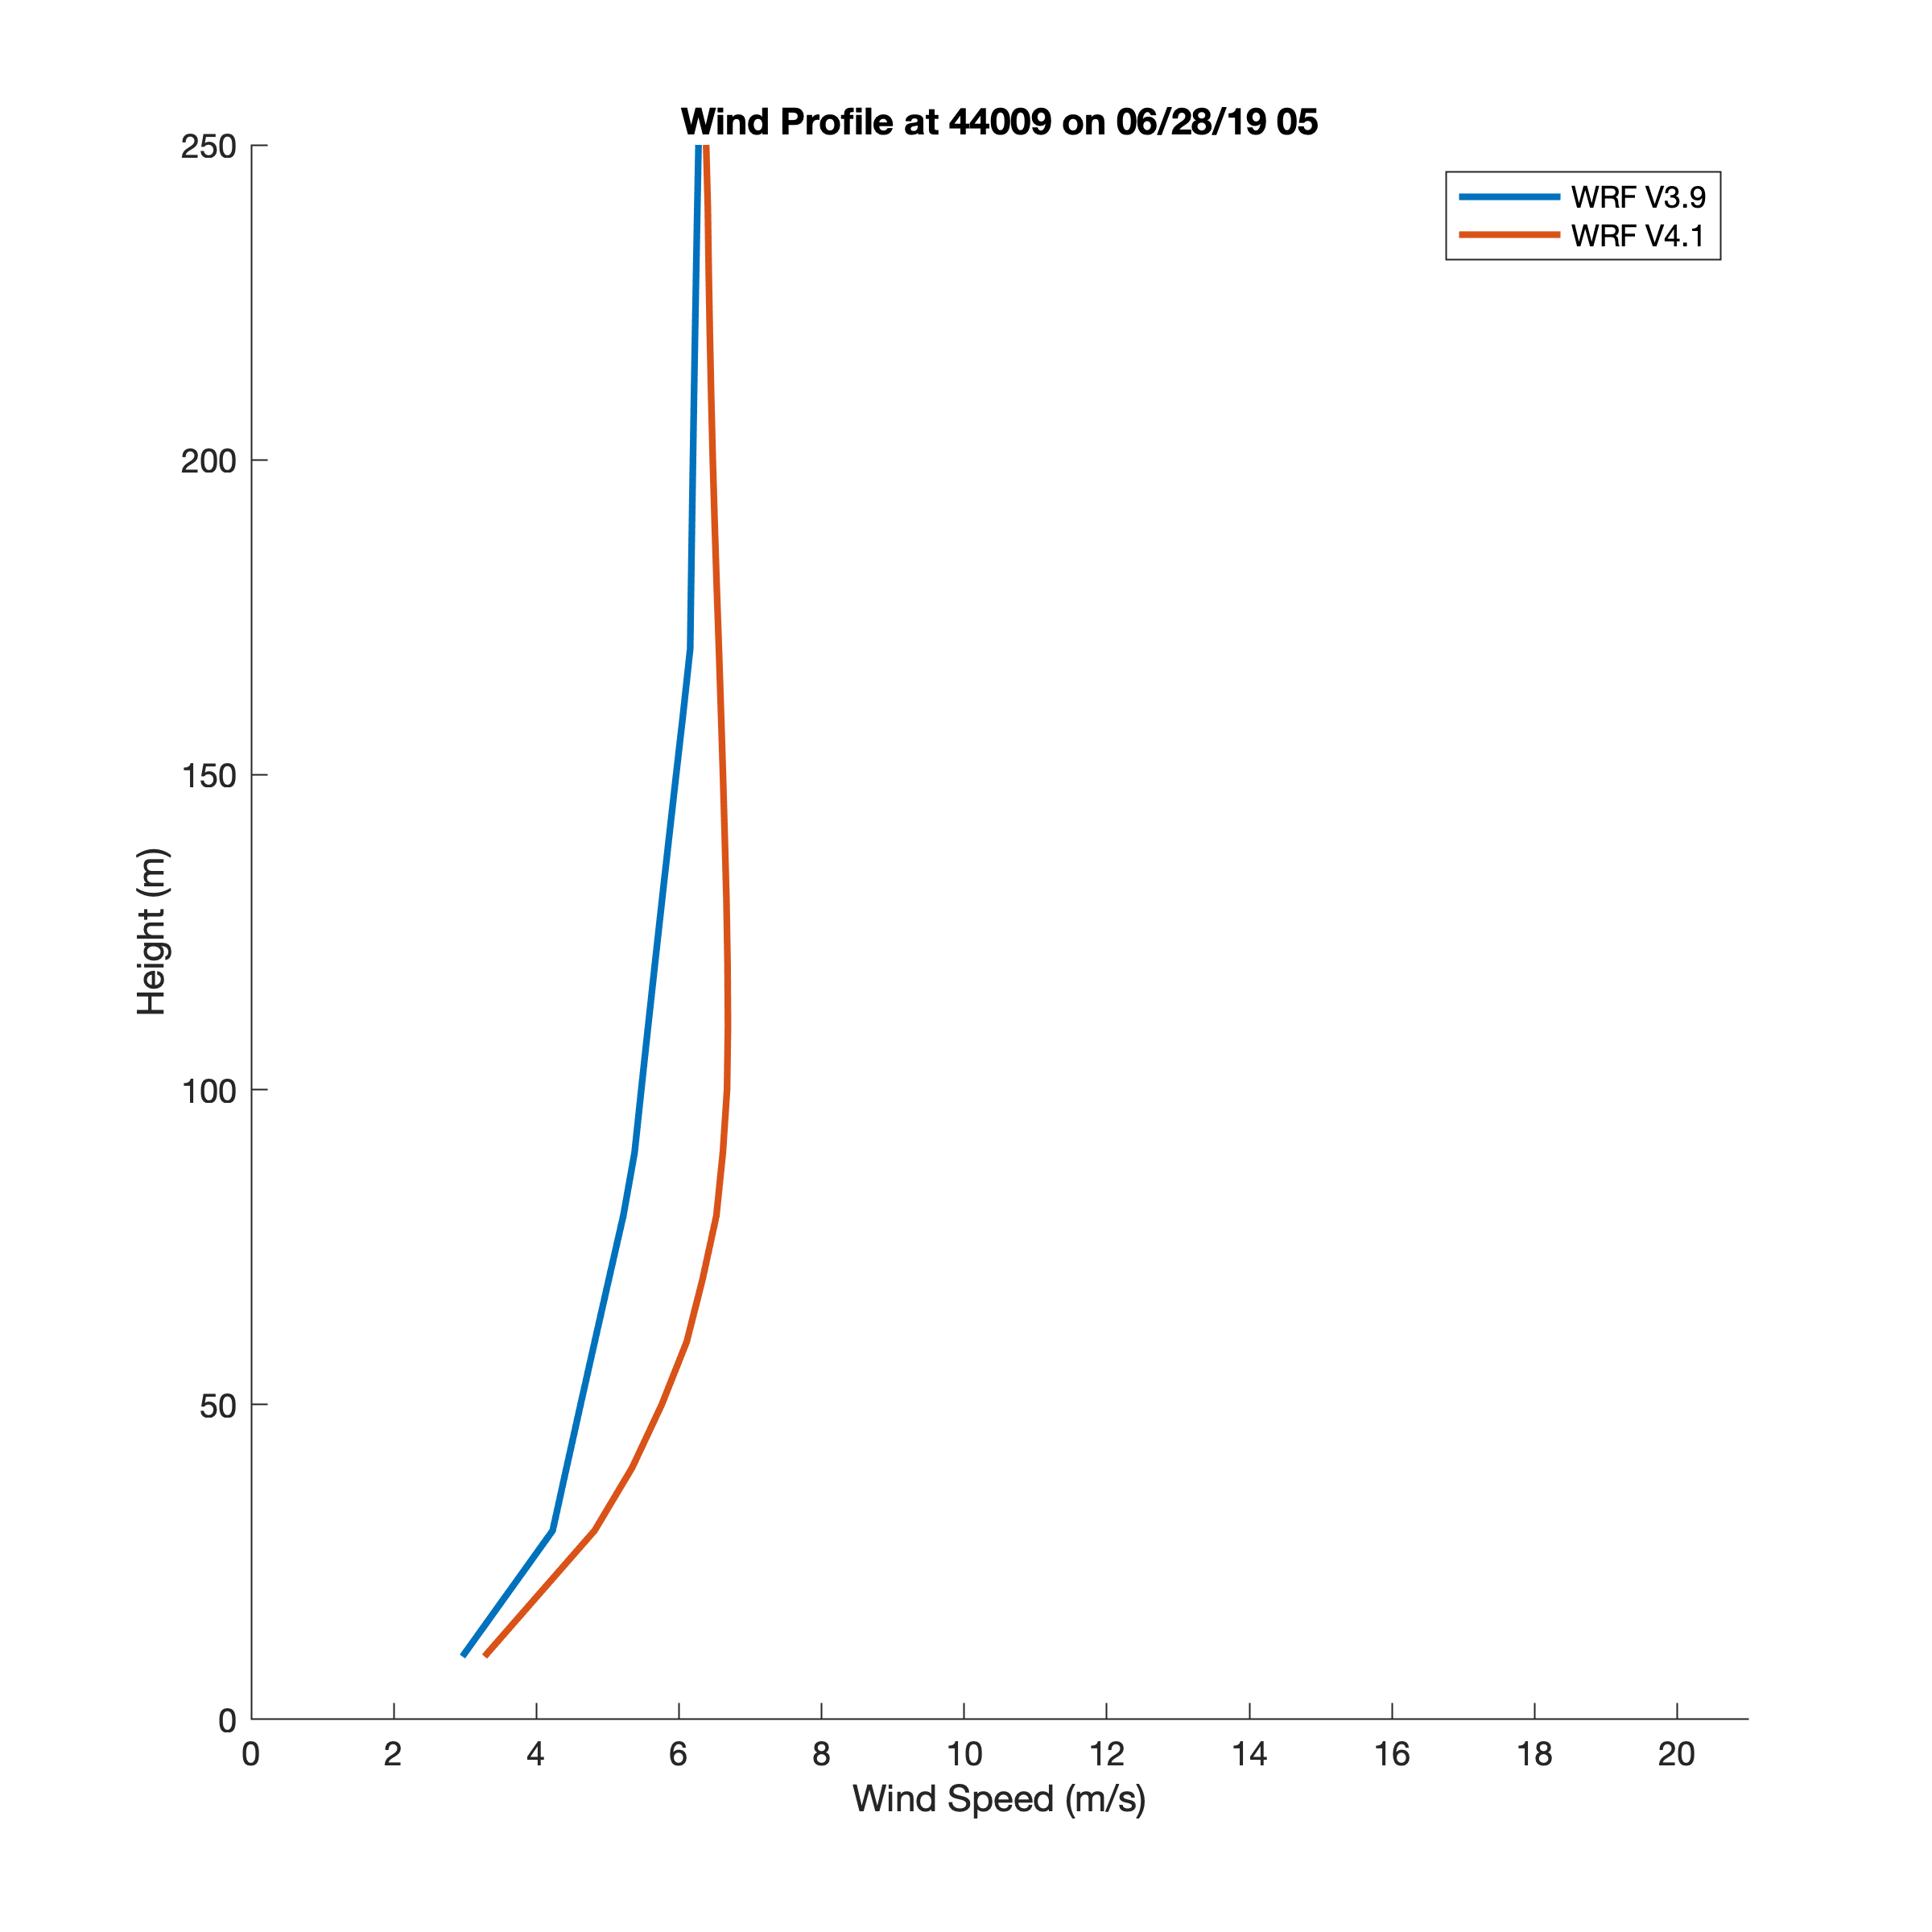 Wind Profile at 4009 on 06/28/19 05
WRF V3.9
WRF V4.1
250
200
150
100
50
0
Height (m)
0 2 4 6 8 10 12 14 16 18 20
Wind Speed (m/s)